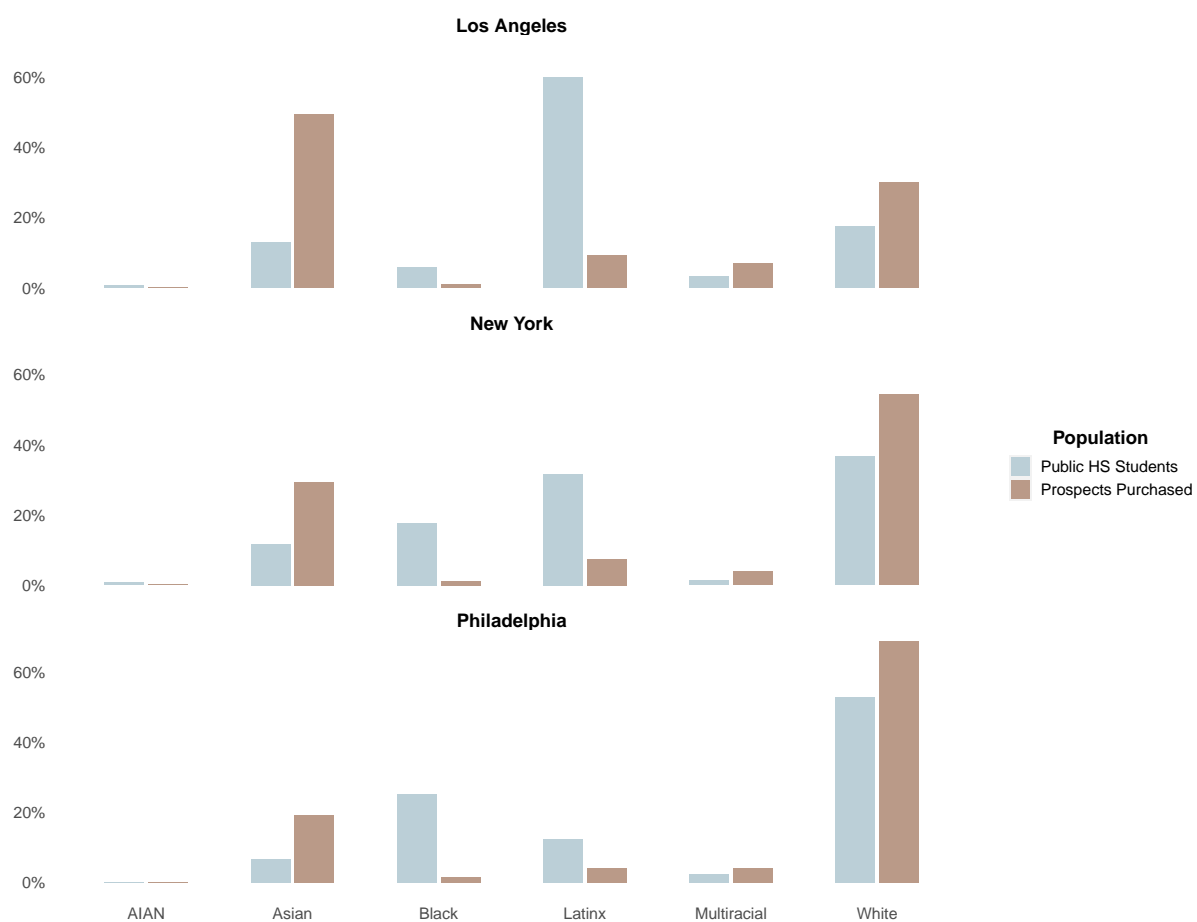 Los Angeles
60%
40%
20%
0%
New York
60%
40%
20%
0%
Population
Public HS Students
Prospects Purchased
Philadelphia
60%
40%
20%
0%
AIAN Asian Black Latinx Multiracial White